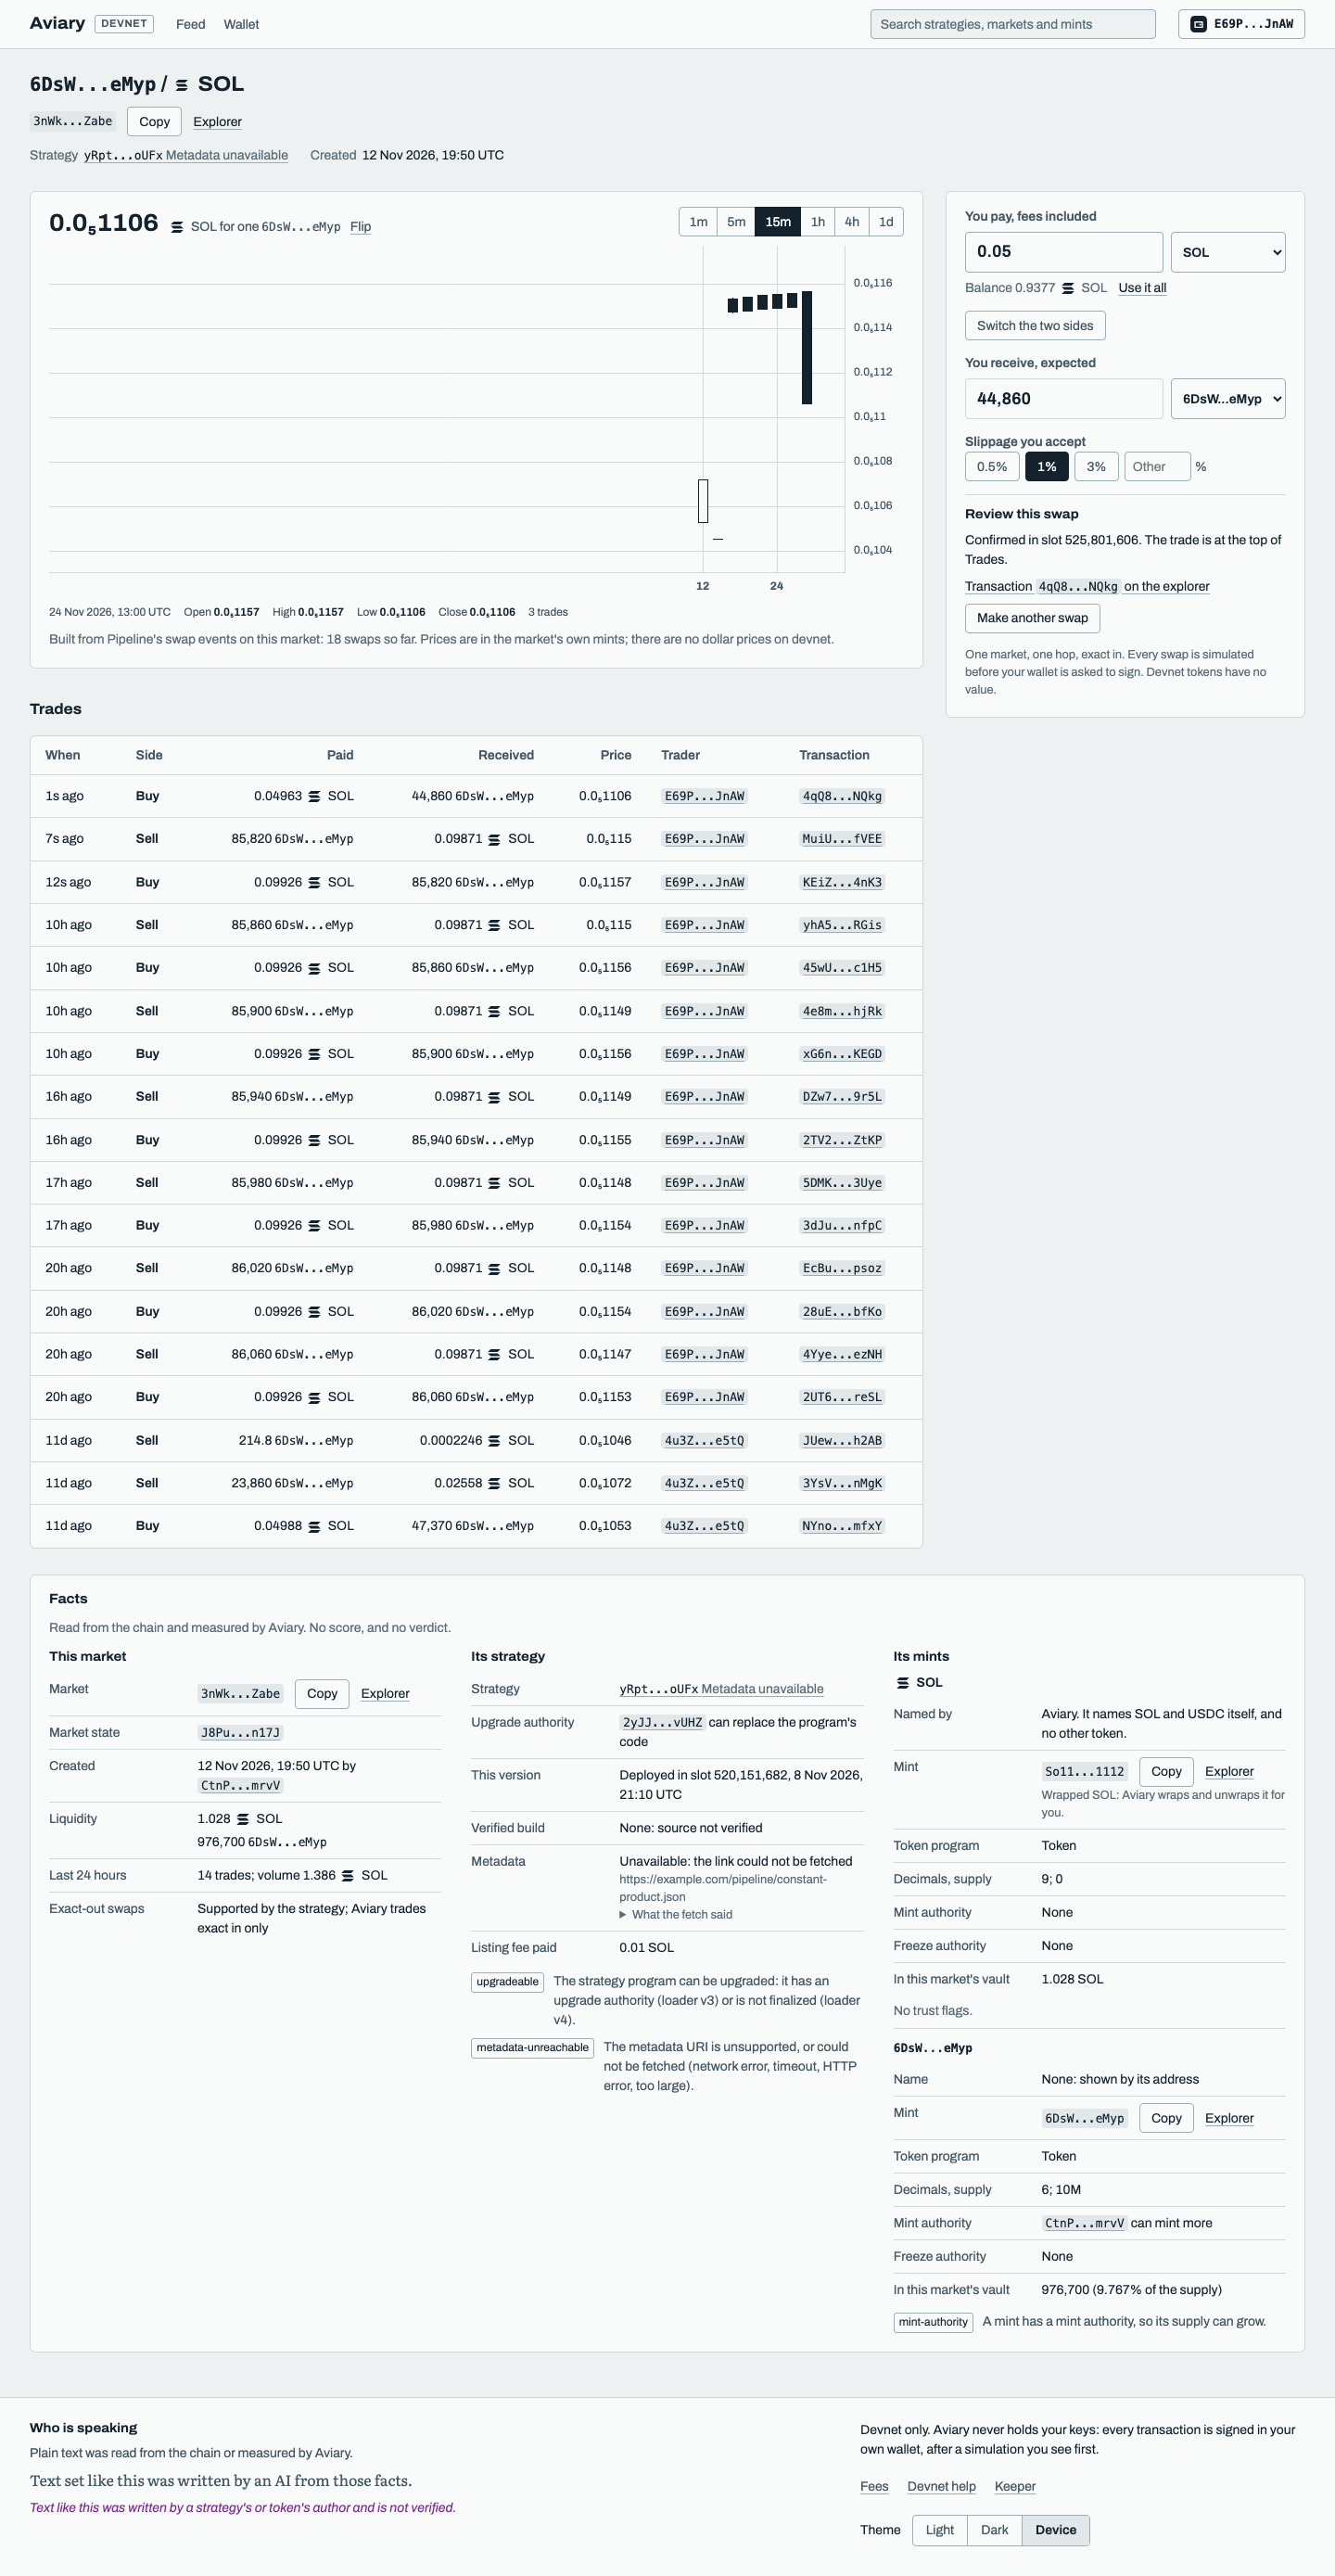 Aviary DEVNET Feed Wallet Search strategies, markets and mints E69P...JnAW
6DsW...eMyp / SOL
3nWk...Zabe Copy Explorer
Strategy yRpt...oUFx Metadata unavailable Created 12 Nov 2026, 19:50 UTC
0.0₅1106 SOL for one 6DsW...eMyp Flip 1m 5m 15m 1h 4h 1d
0.0₅116
0.0₅114
0.0₅112
0.0₅11
0.0₅108
0.0₅106
0.0₅104
12 24
24 Nov 2026, 13:00 UTC Open 0.0₅1157 High 0.0₅1157 Low 0.0₅1106 Close 0.0₅1106 3 trades
Built from Pipeline's swap events on this market: 18 swaps so far. Prices are in the market's own mints; there are no dollar prices on devnet.
You pay, fees included
0.05 SOL
Balance 0.9377 SOL Use it all
Switch the two sides
You receive, expected
44,860 6DsW...eMyp
Slippage you accept
0.5% 1% 3% Other %
Review this swap
Confirmed in slot 525,801,606. The trade is at the top of
Trades.
Transaction 4qQ8...NQkg on the explorer
Make another swap
One market, one hop, exact in. Every swap is simulated
before your wallet is asked to sign. Devnet tokens have no
value.
Trades
When Side Paid Received Price Trader Transaction
1s ago Buy 0.04963 SOL 44,860 6DsW...eMyp 0.0₅1106 E69P...JnAW 4qQ8...NQkg
7s ago Sell 85,820 6DsW...eMyp 0.09871 SOL 0.0₅115 E69P...JnAW MuiU...fVEE
12s ago Buy 0.09926 SOL 85,820 6DsW...eMyp 0.0₅1157 E69P...JnAW KEiZ...4nK3
10h ago Sell 85,860 6DsW...eMyp 0.09871 SOL 0.0₅115 E69P...JnAW yhA5...RGis
10h ago Buy 0.09926 SOL 85,860 6DsW...eMyp 0.0₅1156 E69P...JnAW 45wU...c1H5
10h ago Sell 85,900 6DsW...eMyp 0.09871 SOL 0.0₅1149 E69P...JnAW 4e8m...hjRk
10h ago Buy 0.09926 SOL 85,900 6DsW...eMyp 0.0₅1156 E69P...JnAW xG6n...KEGD
16h ago Sell 85,940 6DsW...eMyp 0.09871 SOL 0.0₅1149 E69P...JnAW DZw7...9r5L
16h ago Buy 0.09926 SOL 85,940 6DsW...eMyp 0.0₅1155 E69P...JnAW 2TV2...ZtKP
17h ago Sell 85,980 6DsW...eMyp 0.09871 SOL 0.0₅1148 E69P...JnAW 5DMK...3Uye
17h ago Buy 0.09926 SOL 85,980 6DsW...eMyp 0.0₅1154 E69P...JnAW 3dJu...nfpC
20h ago Sell 86,020 6DsW...eMyp 0.09871 SOL 0.0₅1148 E69P...JnAW EcBu...psoz
20h ago Buy 0.09926 SOL 86,020 6DsW...eMyp 0.0₅1154 E69P...JnAW 28uE...bfKo
20h ago Sell 86,060 6DsW...eMyp 0.09871 SOL 0.0₅1147 E69P...JnAW 4Yye...ezNH
20h ago Buy 0.09926 SOL 86,060 6DsW...eMyp 0.0₅1153 E69P...JnAW 2UT6...reSL
11d ago Sell 214.8 6DsW...eMyp 0.0002246 SOL 0.0₅1046 4u3Z...e5tQ JUew...h2AB
11d ago Sell 23,860 6DsW...eMyp 0.02558 SOL 0.0₅1072 4u3Z...e5tQ 3YsV...nMgK
11d ago Buy 0.04988 SOL 47,370 6DsW...eMyp 0.0₅1053 4u3Z...e5tQ NYno...mfxY
Facts
Read from the chain and measured by Aviary. No score, and no verdict.
This market
Market 3nWk...Zabe Copy Explorer
Market state J8Pu...n17J
Created 12 Nov 2026, 19:50 UTC by
CtnP...mrvV
Liquidity 1.028 SOL
976,700 6DsW...eMyp
Last 24 hours 14 trades; volume 1.386 SOL
Exact-out swaps Supported by the strategy; Aviary trades
exact in only
Its strategy
Strategy yRpt...oUFx Metadata unavailable
Upgrade authority 2yJJ...vUHZ can replace the program's
code
This version Deployed in slot 520,151,682, 8 Nov 2026,
21:10 UTC
Verified build None: source not verified
Metadata Unavailable: the link could not be fetched
https://example.com/pipeline/constant-
product.json
▶ What the fetch said
Listing fee paid 0.01 SOL
upgradeable The strategy program can be upgraded: it has an
upgrade authority (loader v3) or is not finalized (loader
v4).
metadata-unreachable The metadata URI is unsupported, or could
not be fetched (network error, timeout, HTTP
error, too large).
Its mints
SOL
Named by Aviary. It names SOL and USDC itself, and
no other token.
Mint So11...1112 Copy Explorer
Wrapped SOL: Aviary wraps and unwraps it for
you.
Token program Token
Decimals, supply 9; 0
Mint authority None
Freeze authority None
In this market's vault 1.028 SOL
No trust flags.
6DsW...eMyp
Name None: shown by its address
Mint 6DsW...eMyp Copy Explorer
Token program Token
Decimals, supply 6; 10M
Mint authority CtnP...mrvV can mint more
Freeze authority None
In this market's vault 976,700 (9.767% of the supply)
mint-authority A mint has a mint authority, so its supply can grow.
Who is speaking
Plain text was read from the chain or measured by Aviary.
Text set like this was written by an AI from those facts.
Text like this was written by a strategy's or token's author and is not verified.
Devnet only. Aviary never holds your keys: every transaction is signed in your
own wallet, after a simulation you see first.
Fees Devnet help Keeper
Theme Light Dark Device